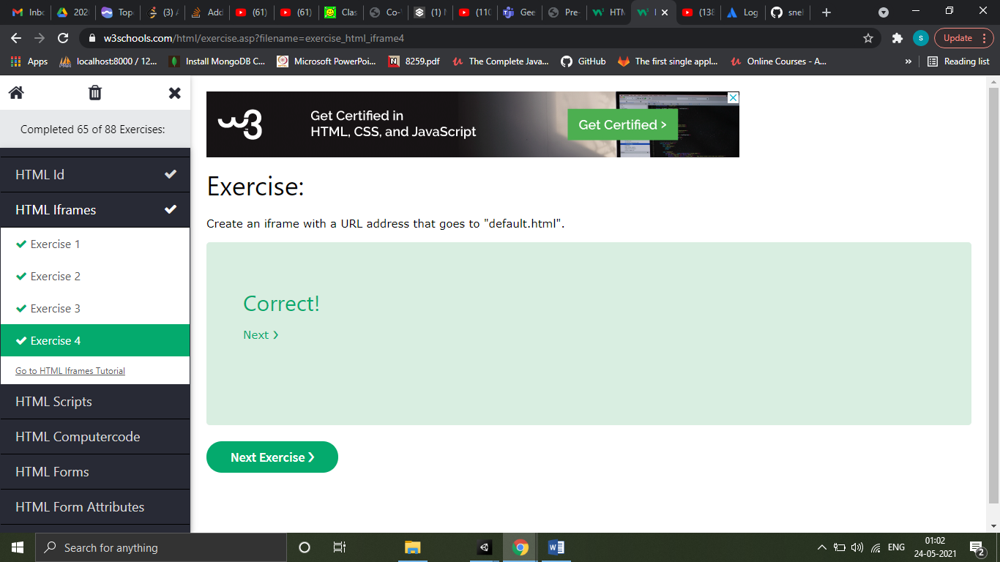 Inbo
202
Top
(3) A
Add
(61)
(61)
Clas
Co-
(1) N
(110
Gee
Pre-
HTM
(138
Log
snel
w3schools.com/html/exercise.asp?filename=exercise_html_iframe4
S
Update
Apps
localhost:8000 / 12...
Install MongoDB C...
Microsoft PowerPoi...
8259.pdf
The Complete Java...
GitHub
The first single appl...
Online Courses - A...
»
Reading list
Completed 65 of 88 Exercises:
HTML Id
HTML Iframes
Exercise 1
Exercise 2
Exercise 3
Exercise 4
Go to HTML Iframes Tutorial
HTML Scripts
HTML Computercode
HTML Forms
HTML Form Attributes
w3
Get Certified in
HTML, CSS, and JavaScript
Get Certified >
Exercise:
Create an iframe with a URL address that goes to "default.html".
Correct!
Next ❯
Next Exercise ❯
Search for anything
ENG
01:02
24-05-2021
2